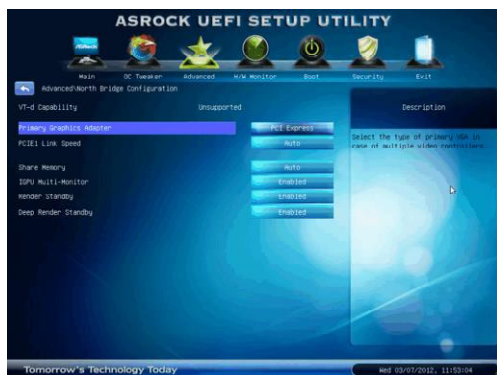 ASROCK UEFI SETUP UTILITY
ASRock
Main
OC Tweaker
Advanced
H/W Monitor
Boot
Security
Exit
Advanced\North Bridge Configuration
Description
VT-d Capability
Unsupported
Primary Graphics Adapter
PCI Express
Select the type of primary VGA in
case of multiple video controllers.
PCIE1 Link Speed
Auto
Share Memory
Auto
IGPU Multi-Monitor
Enabled
Render Standby
Enabled
Deep Render Standby
Enabled
Tomorrow's Technology Today
Wed 03/07/2012, 11:53:04